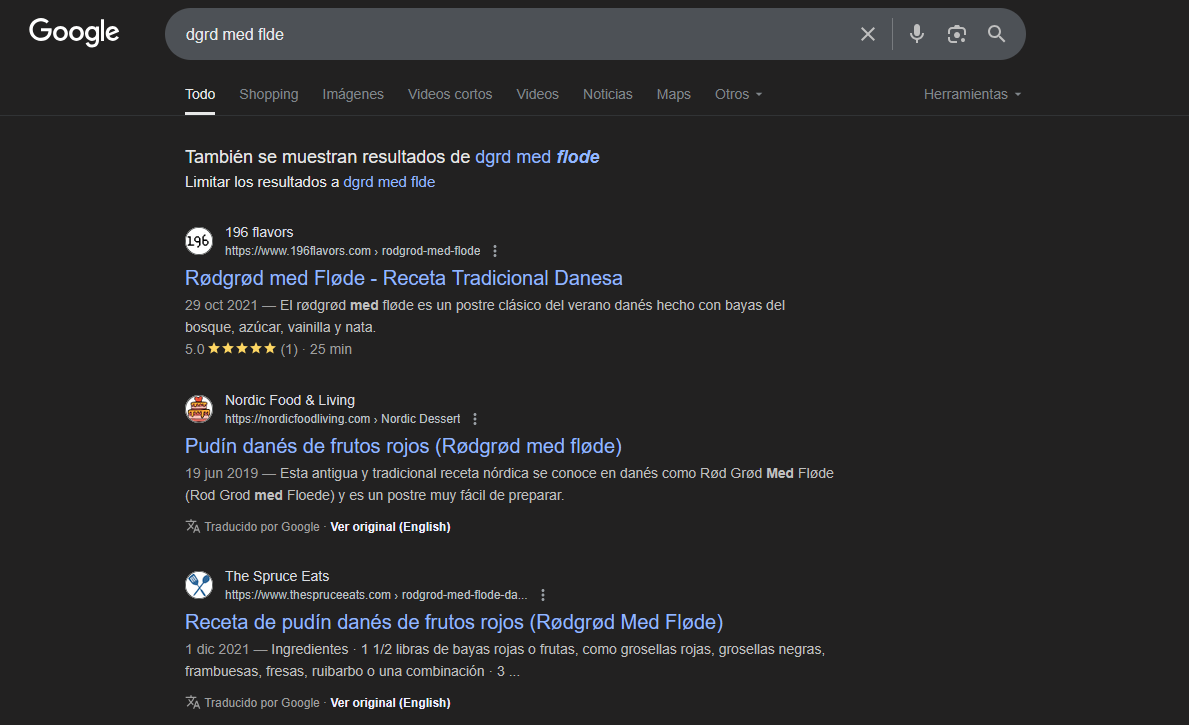 Google
dgrd med flde
Todo Shopping Imágenes Videos cortos Videos Noticias Maps Otros Herramientas
También se muestran resultados de dgrd med flode
Limitar los resultados a dgrd med flde
196
196 flavors
https://www.196flavors.com › rodgrod-med-flode
Rødgrød med Fløde - Receta Tradicional Danesa
29 oct 2021 — El rødgrød med fløde es un postre clásico del verano danés hecho con bayas del
bosque, azúcar, vainilla y nata.
5.0 ★★★★★ (1) · 25 min
Nordic Food & Living
https://nordicfoodliving.com › Nordic Dessert
Pudín danés de frutos rojos (Rødgrød med fløde)
19 jun 2019 — Esta antigua y tradicional receta nórdica se conoce en danés como Rød Grød Med Fløde
(Rod Grod med Floede) y es un postre muy fácil de preparar.
Traducido por Google · Ver original (English)
The Spruce Eats
https://www.thespruceeats.com › rodgrod-med-flode-da...
Receta de pudín danés de frutos rojos (Rødgrød Med Fløde)
1 dic 2021 — Ingredientes · 1 1/2 libras de bayas rojas o frutas, como grosellas rojas, grosellas negras,
frambuesas, fresas, ruibarbo o una combinación · 3 ...
Traducido por Google · Ver original (English)